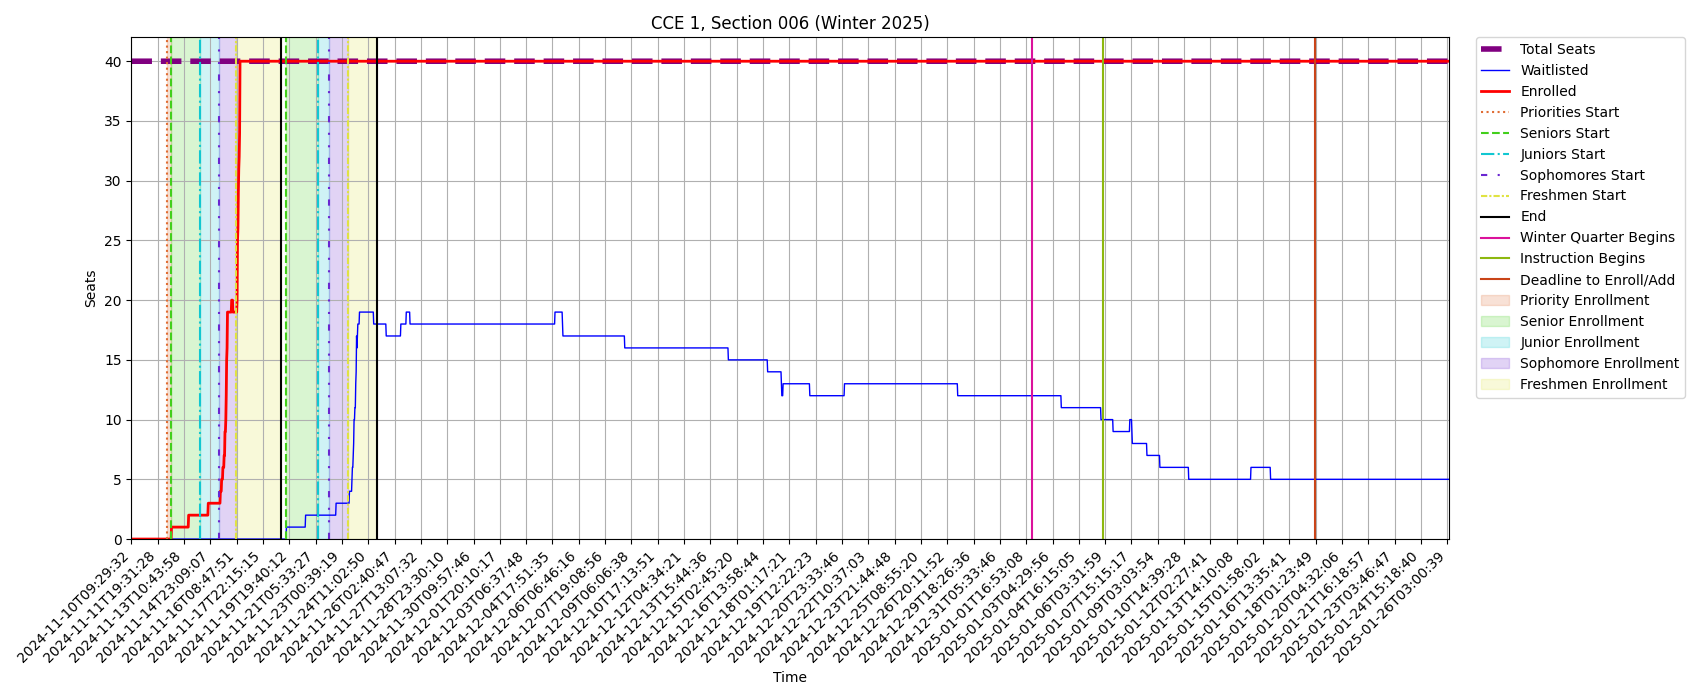 CCE 1, Section 006 (Winter 2025)
Seats
40
35
30
25
20
15
10
5
0
2024-11-10T09:29:32
2024-11-11T19:31:28
2024-11-13T10:43:58
2024-11-14T23:09:07
2024-11-16T08:47:51
2024-11-17T22:15:15
2024-11-19T19:40:12
2024-11-21T05:33:27
2024-11-23T00:39:19
2024-11-24T11:02:50
2024-11-26T02:40:47
2024-11-27T13:07:32
2024-11-28T23:30:10
2024-11-30T09:57:46
2024-12-01T20:10:17
2024-12-03T06:37:48
2024-12-04T17:51:35
2024-12-06T06:46:16
2024-12-07T19:08:56
2024-12-09T06:06:38
2024-12-10T17:13:51
2024-12-12T04:34:21
2024-12-13T15:44:36
2024-12-15T02:45:20
2024-12-16T13:58:44
2024-12-18T01:17:21
2024-12-19T12:22:23
2024-12-20T23:33:46
2024-12-22T10:37:03
2024-12-23T21:44:48
2024-12-25T08:55:20
2024-12-26T20:11:52
2024-12-29T18:26:36
2024-12-31T05:33:46
2025-01-01T16:53:08
2025-01-03T04:29:56
2025-01-04T16:15:05
2025-01-06T03:31:59
2025-01-07T15:15:17
2025-01-09T03:03:54
2025-01-10T14:39:28
2025-01-12T02:27:41
2025-01-13T14:10:08
2025-01-15T01:58:02
2025-01-16T13:35:41
2025-01-18T01:23:49
2025-01-20T04:32:06
2025-01-21T16:18:57
2025-01-23T03:46:47
2025-01-24T15:18:40
2025-01-26T03:00:39
Time
Total Seats
Waitlisted
Enrolled
Priorities Start
Seniors Start
Juniors Start
Sophomores Start
Freshmen Start
End
Winter Quarter Begins
Instruction Begins
Deadline to Enroll/Add
Priority Enrollment
Senior Enrollment
Junior Enrollment
Sophomore Enrollment
Freshmen Enrollment